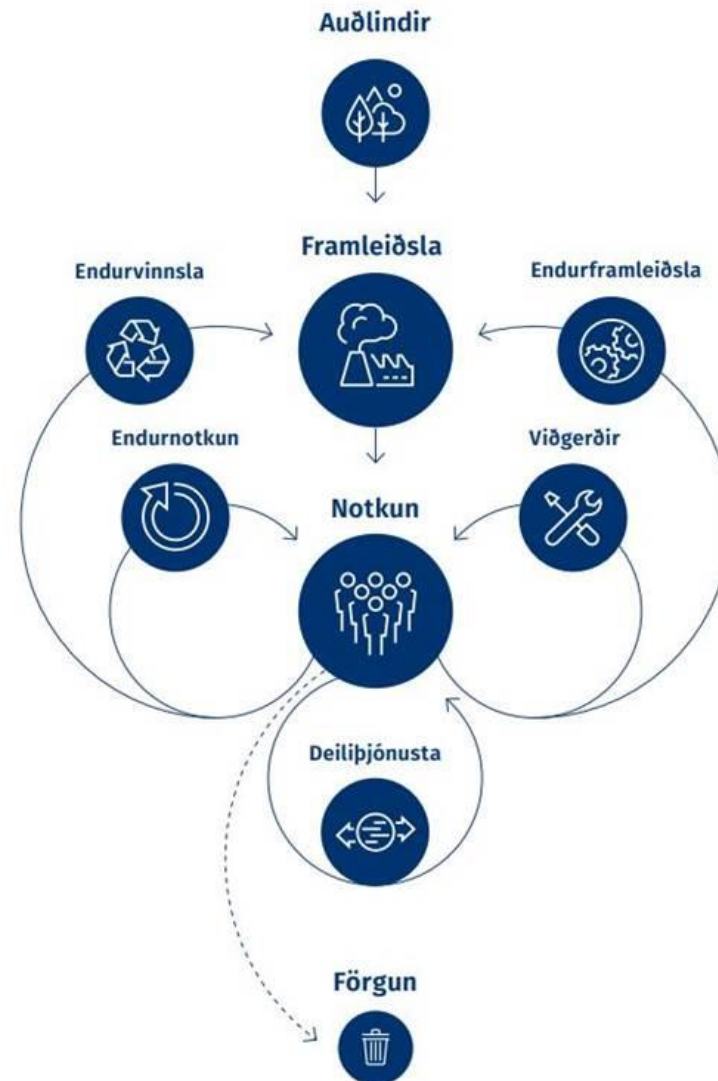 Auðlindir
Framleiðsla
Endurvinnsla
Endurframleiðsla
Endurnotkun
Viðgerðir
Notkun
Deiliþjónusta
Förgun